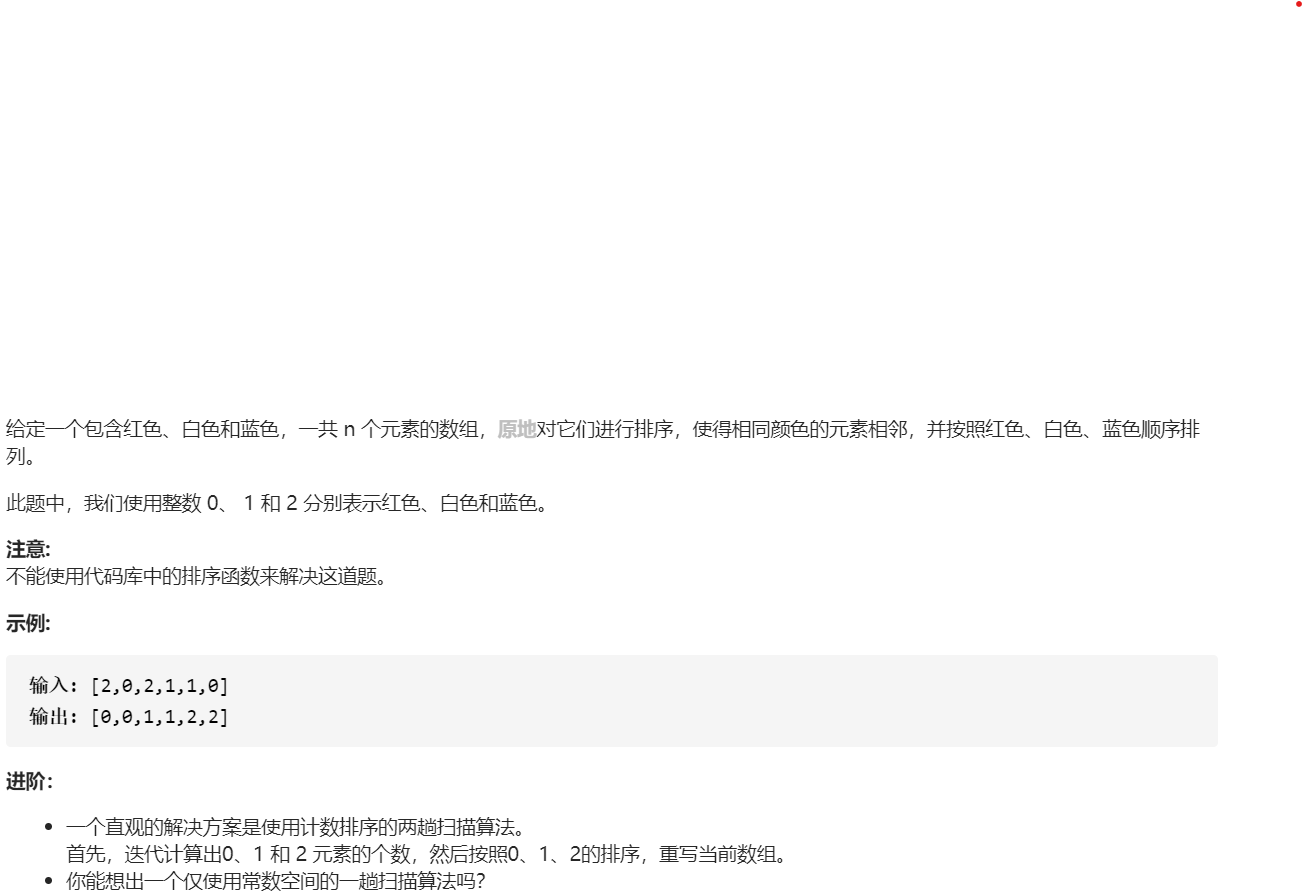 给定一个包含红色、白色和蓝色，一共 n 个元素的数组，原地对它们进行排序，使得相同颜色的元素相邻，并按照红色、白色、蓝色顺序排
列。
此题中，我们使用整数 0、 1 和 2 分别表示红色、白色和蓝色。
注意:
不能使用代码库中的排序函数来解决这道题。
示例:
输入: [2,0,2,1,1,0]
输出: [0,0,1,1,2,2]
进阶：
• 一个直观的解决方案是使用计数排序的两趟扫描算法。
首先，迭代计算出0、1 和 2 元素的个数，然后按照0、1、2的排序，重写当前数组。
• 你能想出一个仅使用常数空间的一趟扫描算法吗？